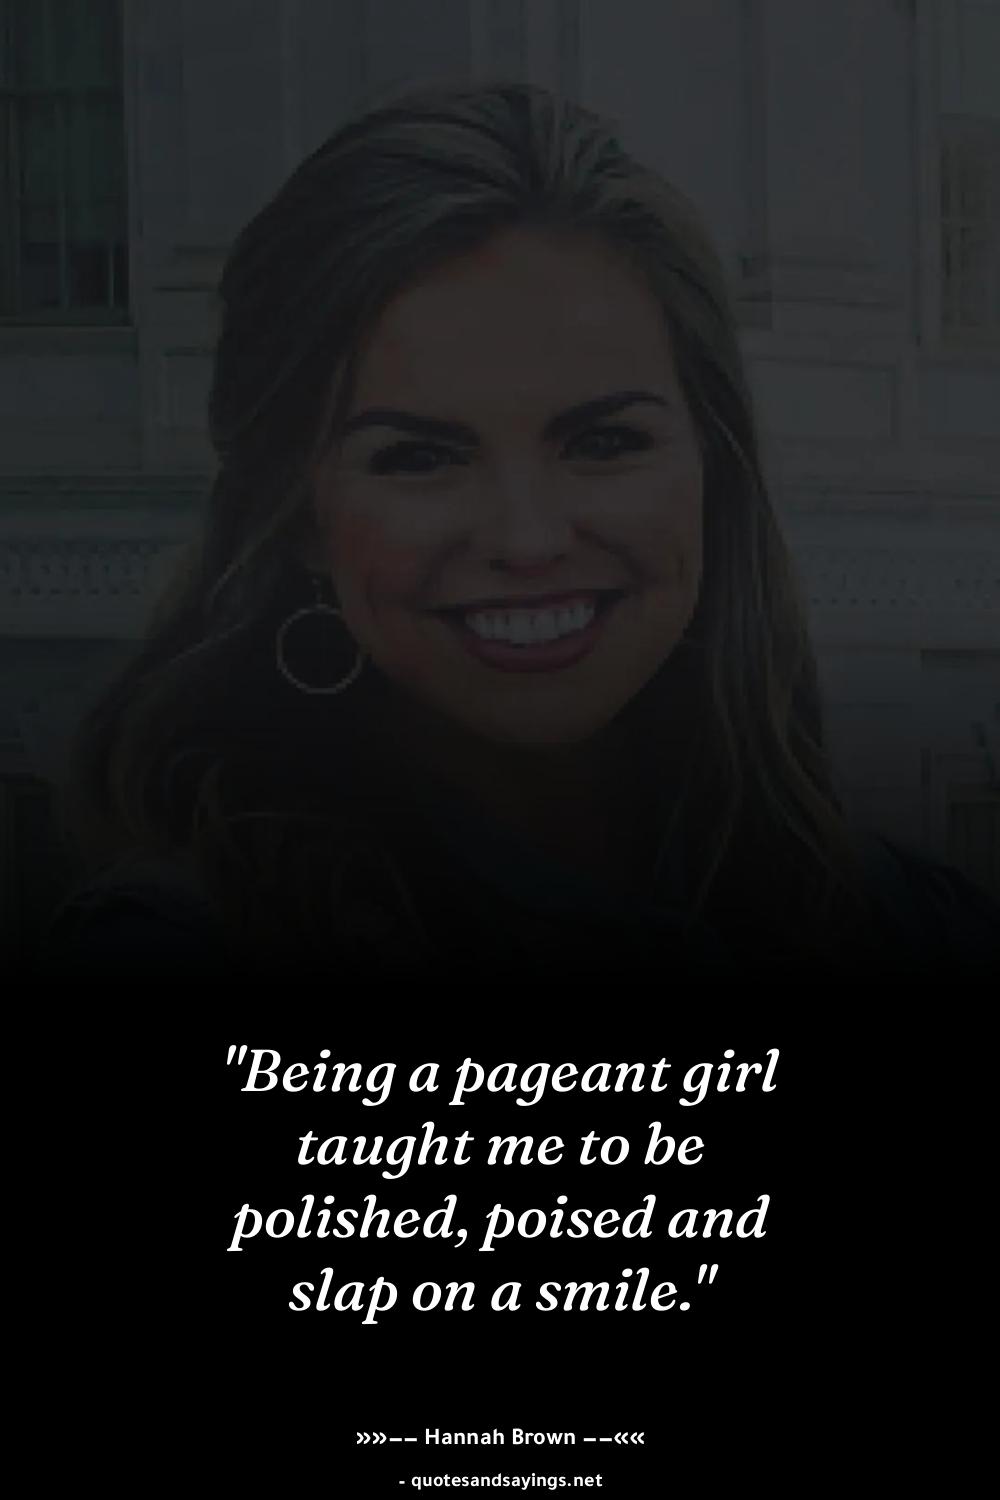 "Being a pageant girl
taught me to be
polished, poised and
slap on a smile."
»»−− Hannah Brown −−««
- quotesandsayings.net